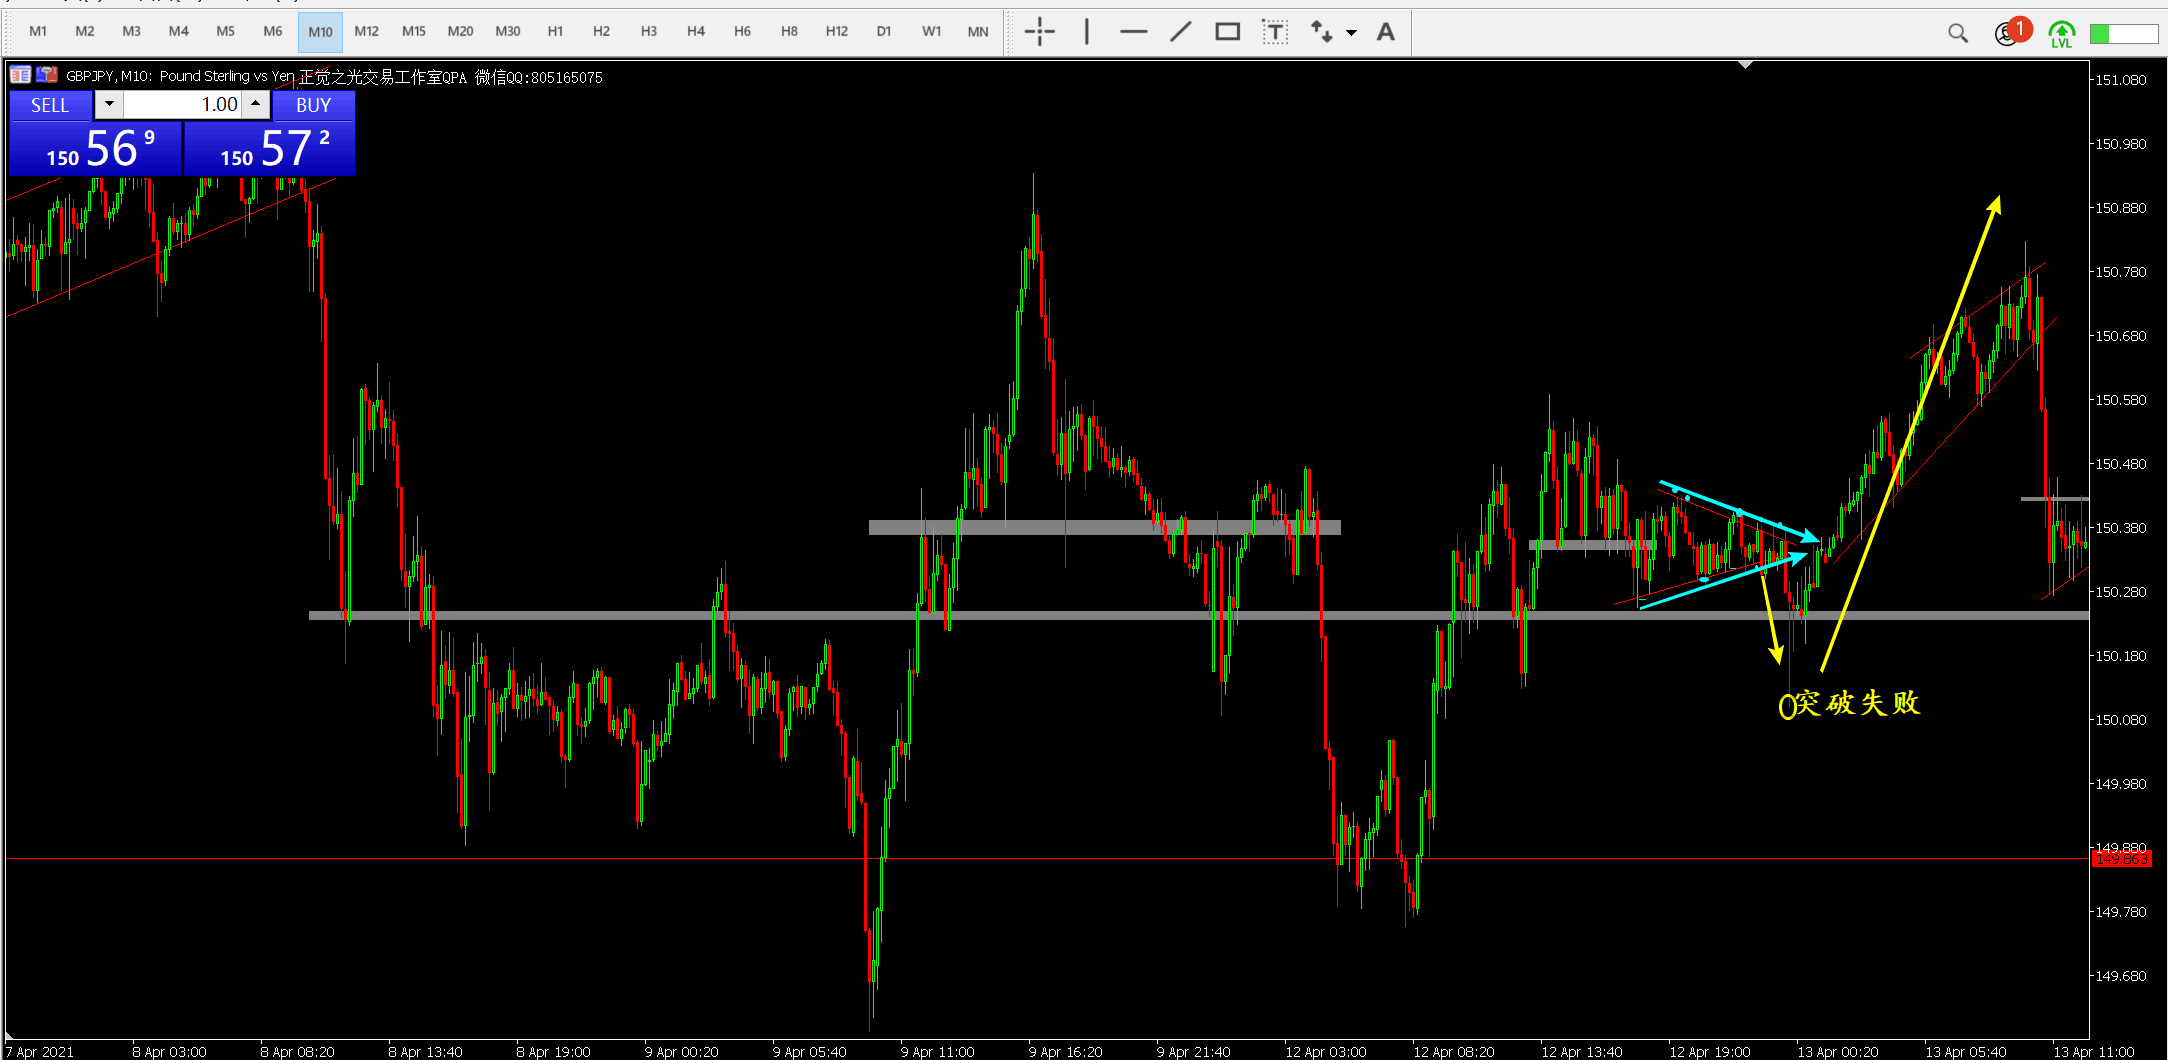 M1 M2 M3 M4 M5 M6 M10 M12 M15 M20 M30 H1 H2 H3 H4 H6 H8 H12 D1 W1 MN T A 1 LVL
GBPJPY, M10: Pound Sterling vs Yen 正觉之光交易工作室QPA 微信QQ:805165075
SELL 1.00 BUY
150 56 9 150 57 2
151.080
150.980
150.880
150.780
150.680
150.580
150.480
150.380
150.280
150.180
突破失败
150.080
149.980
149.880
149.863
149.780
149.680
7 Apr 2021 8 Apr 03:00 8 Apr 08:20 8 Apr 13:40 8 Apr 19:00 9 Apr 00:20 9 Apr 05:40 9 Apr 11:00 9 Apr 16:20 9 Apr 21:40 12 Apr 03:00 12 Apr 08:20 12 Apr 13:40 12 Apr 19:00 13 Apr 00:20 13 Apr 05:40 13 Apr 11:00